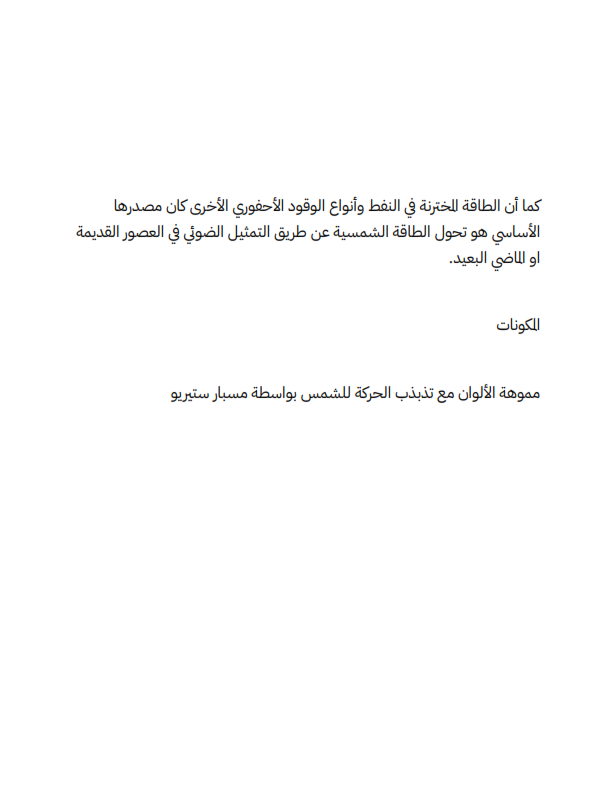 كما أن الطاقة المختزنة في النفط وأنواع الوقود الأحفوري الأخرى كان مصدرها
الأساسي هو تحول الطاقة الشمسية عن طريق التمثيل الضوئي في العصور القديمة
او الماضي البعيد.
المكونات
مموهة الألوان مع تذبذب الحركة للشمس بواسطة مسبار ستيريو